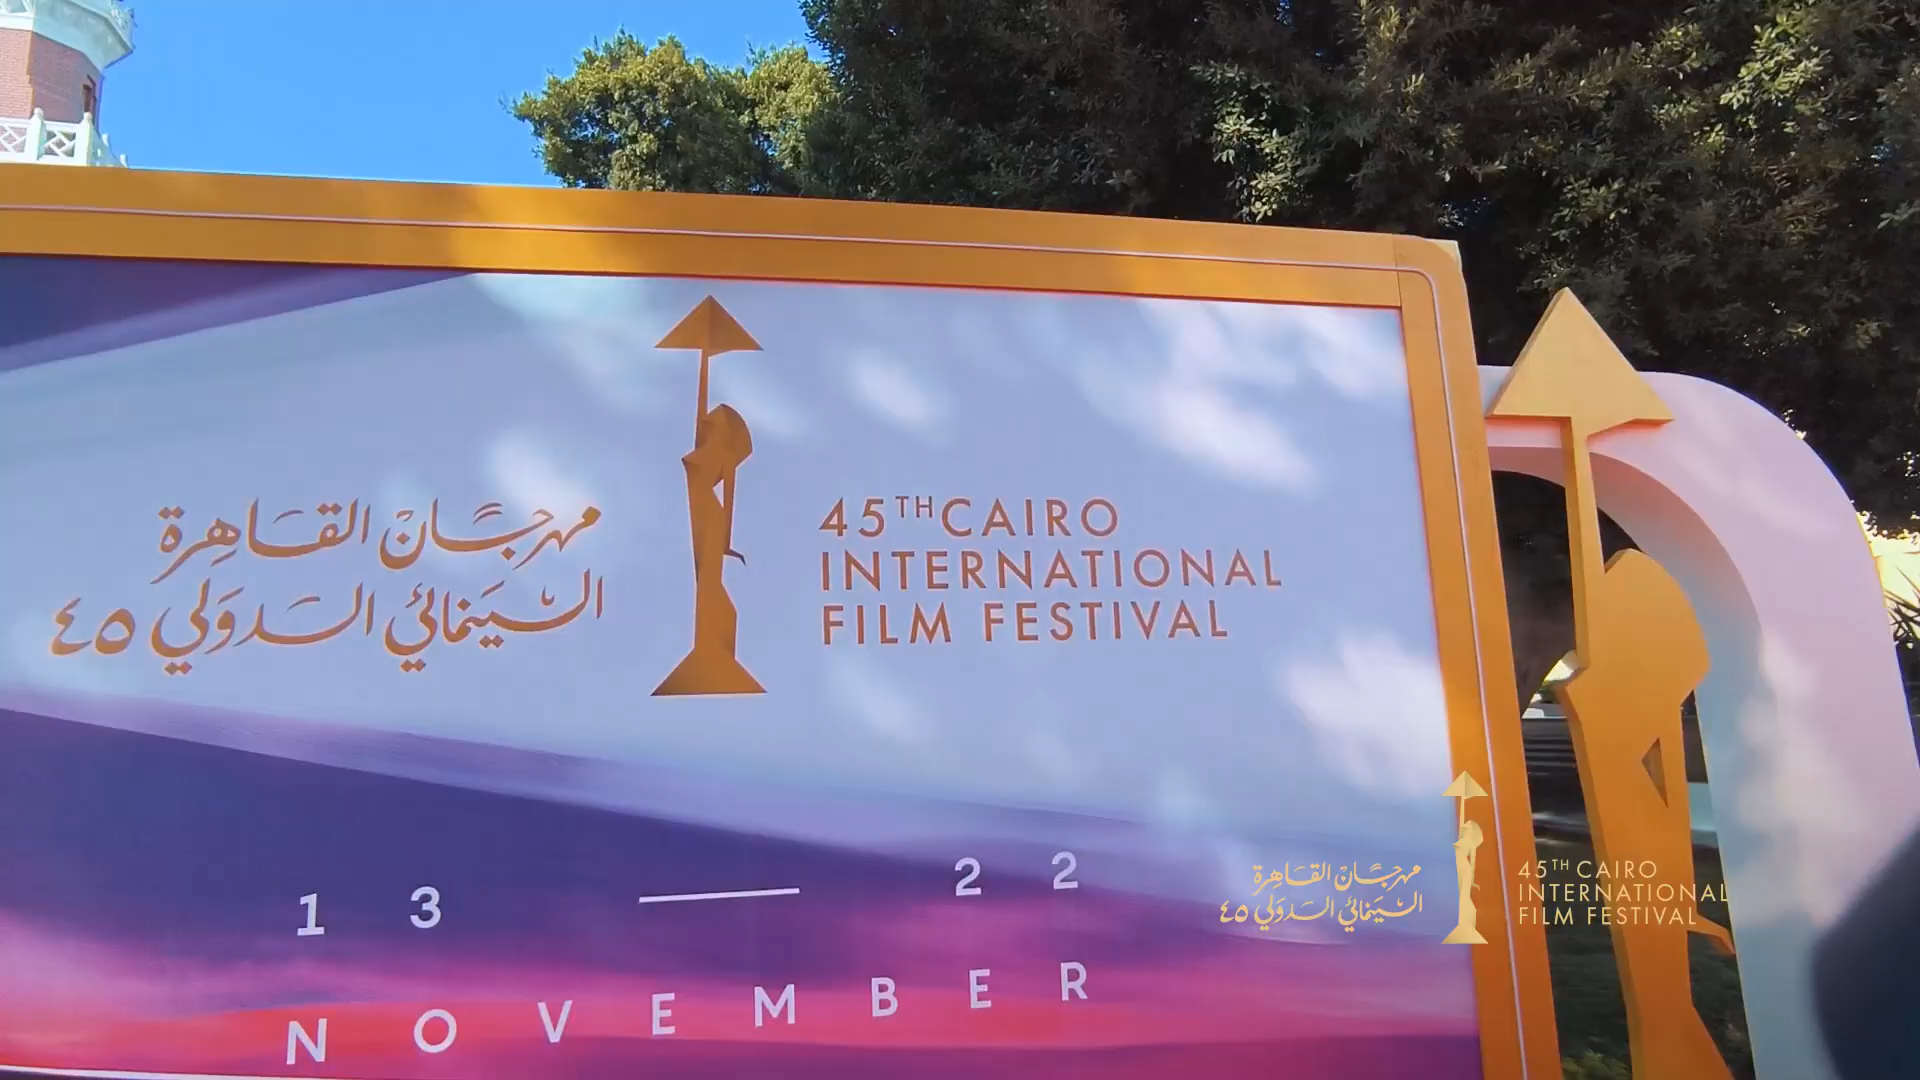 مهرجان القاهرة
السينمائي الدولي ٤٥
45TH CAIRO
INTERNATIONAL
FILM FESTIVAL
13 — 22
NOVEMBER
مهرجان القاهرة
السينمائي الدولي ٤٥
45TH CAIRO
INTERNATIONAL
FILM FESTIVAL